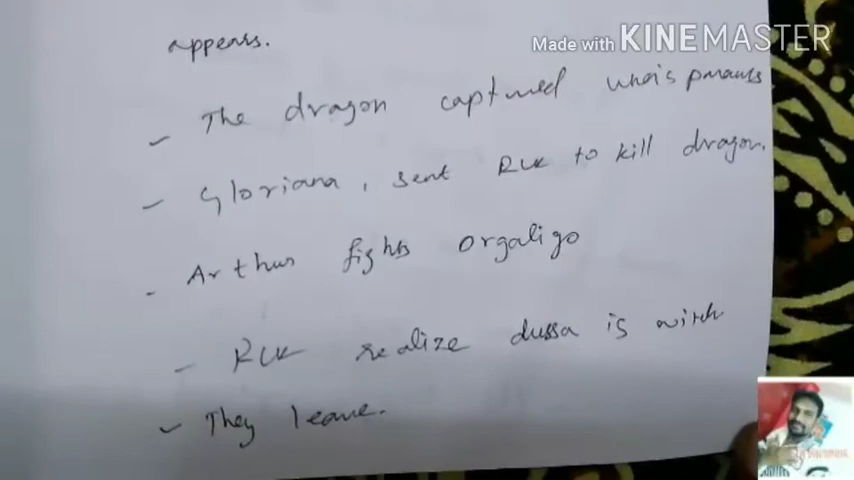 Made with KINEMASTER
appears.
- The dragon captured Una's parents
- Gloriana, sent RCK to kill dragon.
- Arthur fights orgaligo
- RCK realize dussa is witch
- They leave.